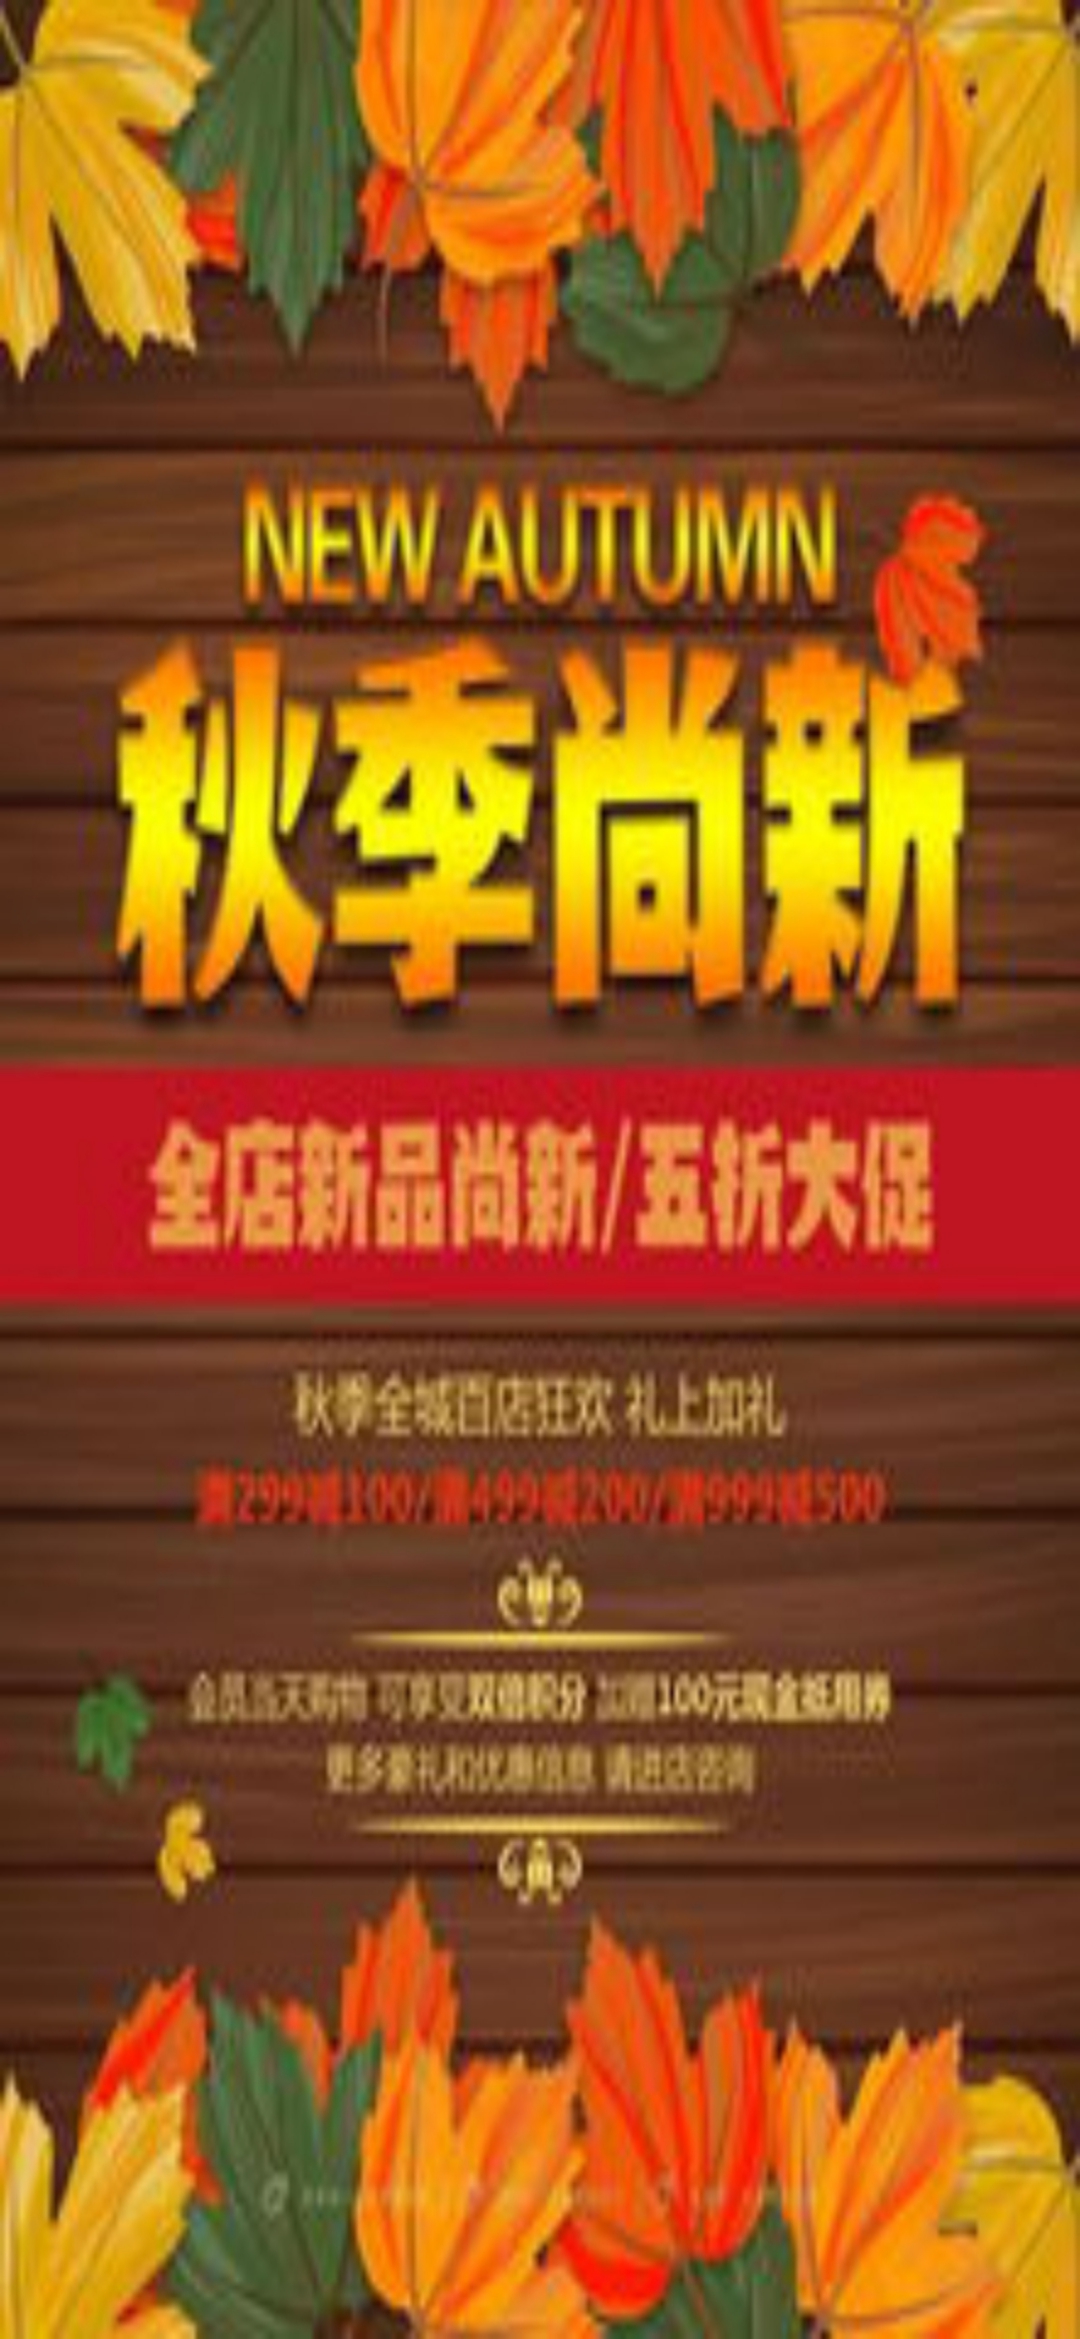 NEW AUTUMN
秋季尚新
全店新品尚新/五折大促
秋季全城百店狂欢 礼上加礼
满299减100/满499减200/满999减500
会员当天购物 可享受双倍积分 加赠100元现金抵用券
更多豪礼和优惠信息 请进店咨询